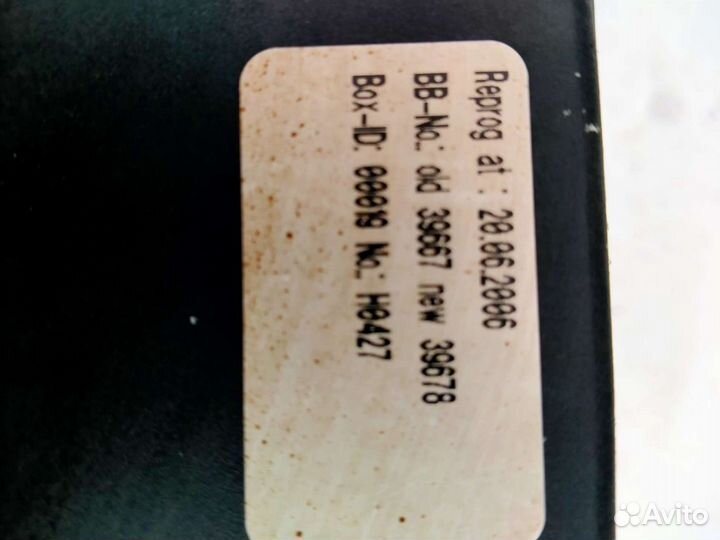 Reprog at : 20.06.2006
BB-No.: old 39667 new 39678
Box-ID: 00019 No.: H0427
Avito